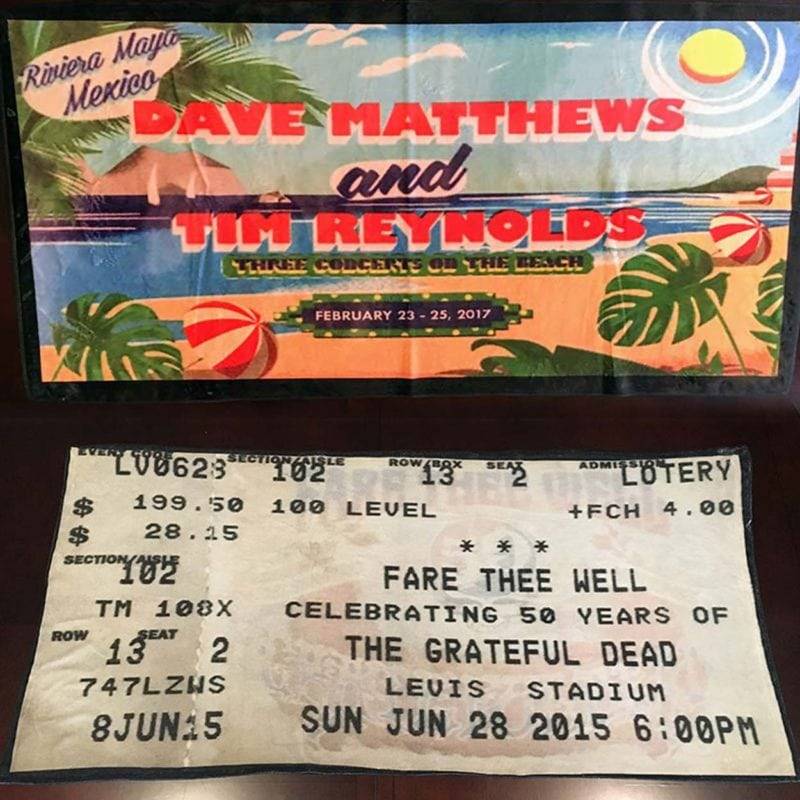 Riviera Maya
Mexico
DAVE MATTHEWS
and
TIM REYNOLDS
THREE CONCERTS ON THE BEACH
FEBRUARY 23 - 25, 2017
EVENT CODE SECTION/AISLE ROW/BOX SEAT ADMISSION
LV0628 102 13 2 LOTERY
$ 199.50 100 LEVEL +FCH 4.00
$ 28.15
* * *
SECTION/AISLE
102 FARE THEE WELL
TM 108X CELEBRATING 50 YEARS OF
ROW SEAT
13 2 THE GRATEFUL DEAD
747LZWS LEVIS STADIUM
8JUN15 SUN JUN 28 2015 6:00PM